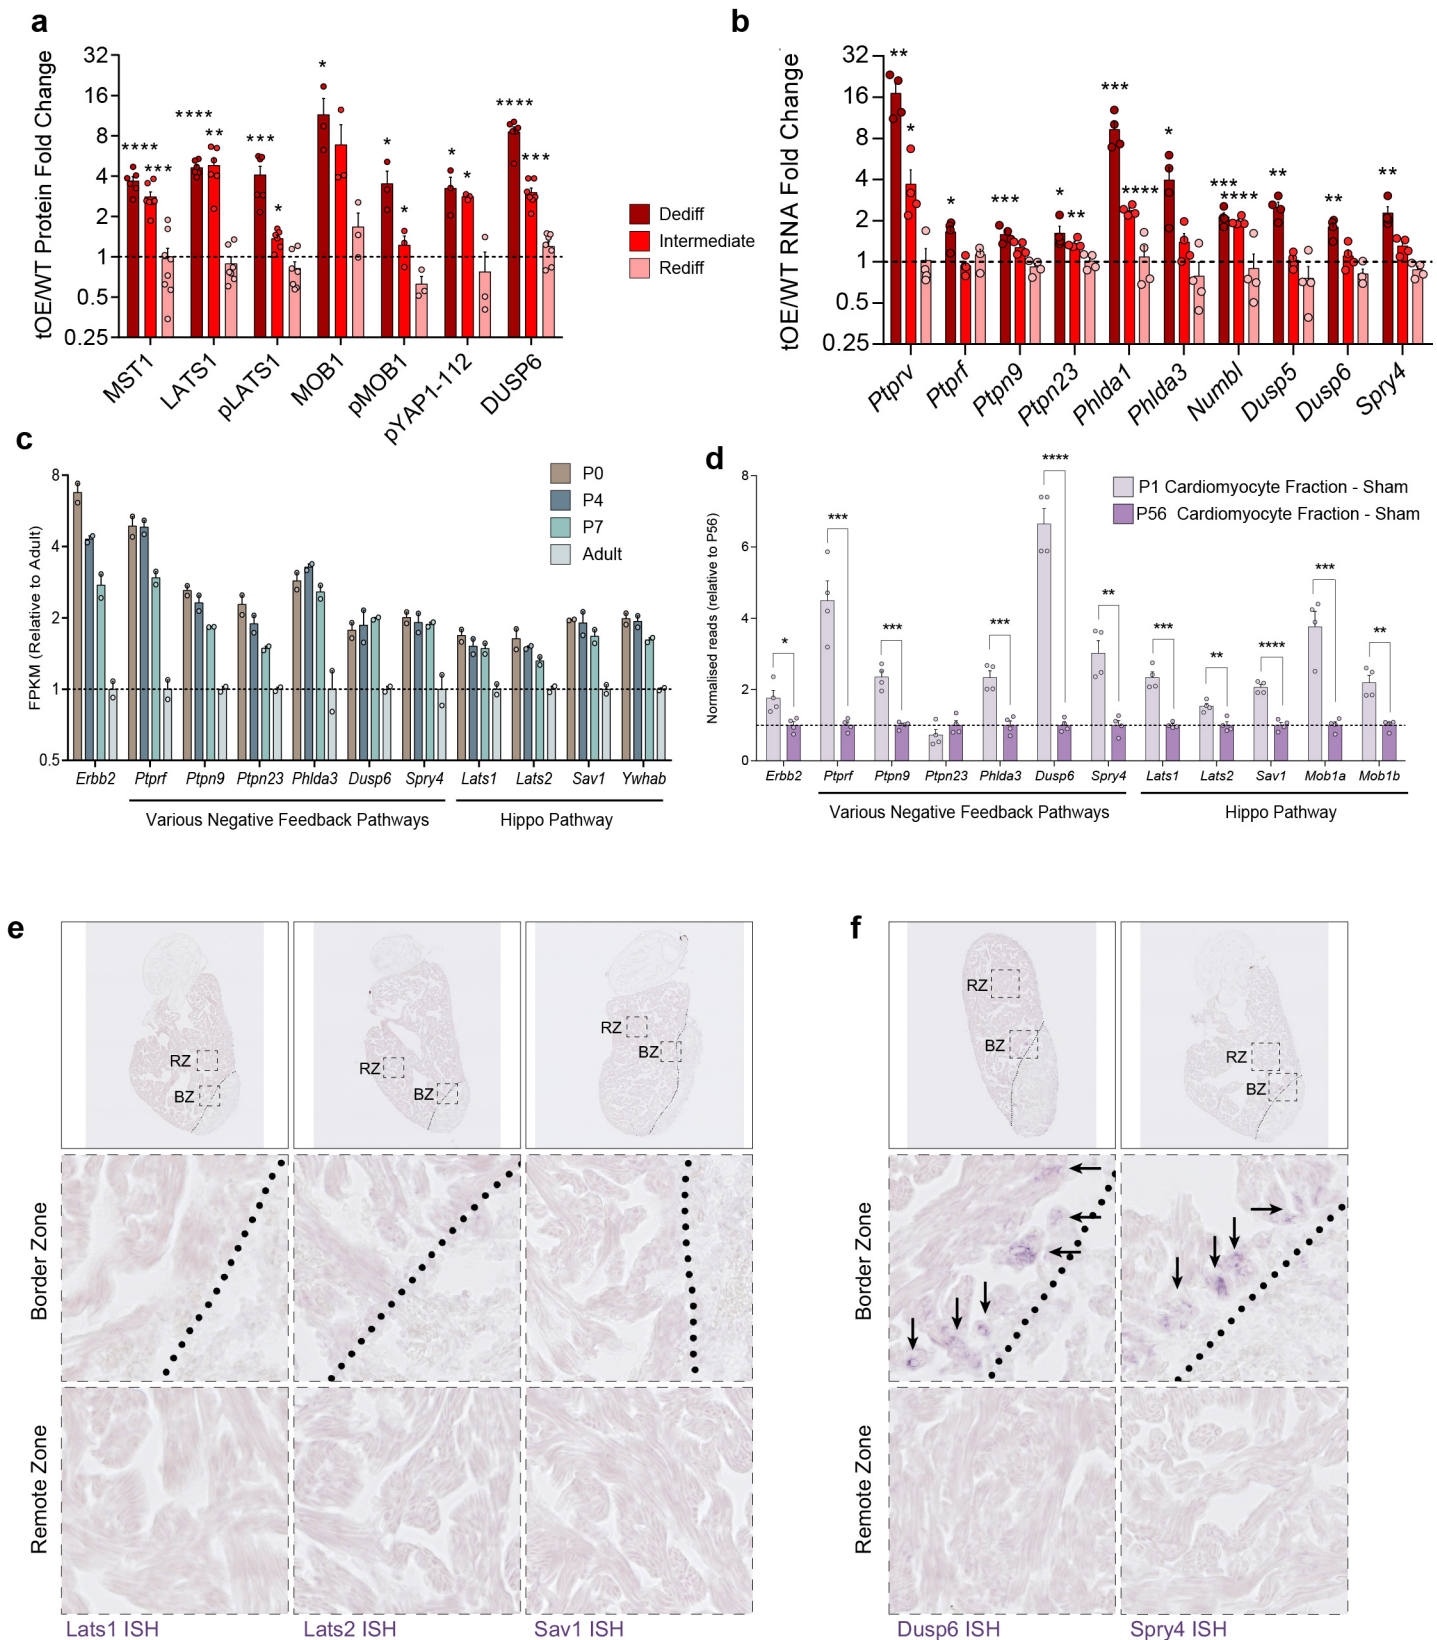 a
tOE/WT Protein Fold Change
32
16
8
4
2
1
0.5
0.25
**** *** **** ** *** * * * * * * **** ***
MST1 LATS1 pLATS1 MOB1 pMOB1 pYAP1-112 DUSP6
Dediff
Intermediate
Rediff
b
tOE/WT RNA Fold Change
32
16
8
4
2
1
0.5
0.25
** * * *** * ** *** **** * *** **** ** ** **
Ptprv Ptprf Ptpn9 Ptpn23 Phlda1 Phlda3 Numbl Dusp5 Dusp6 Spry4
c
FPKM (Relative to Adult)
8
4
2
1
0.5
P0
P4
P7
Adult
Erbb2 Ptprf Ptpn9 Ptpn23 Phlda3 Dusp6 Spry4 Lats1 Lats2 Sav1 Ywhab
Various Negative Feedback Pathways Hippo Pathway
d
Normalised reads (relative to P56)
8
6
4
2
0
* *** *** *** **** ** *** ** **** *** **
P1 Cardiomyocyte Fraction - Sham
P56 Cardiomyocyte Fraction - Sham
Erbb2 Ptprf Ptpn9 Ptpn23 Phlda3 Dusp6 Spry4 Lats1 Lats2 Sav1 Mob1a Mob1b
Various Negative Feedback Pathways Hippo Pathway
e
RZ
BZ
RZ
BZ
RZ
BZ
Border Zone
Remote Zone
Lats1 ISH Lats2 ISH Sav1 ISH
f
RZ
BZ
RZ
BZ
Border Zone
Remote Zone
Dusp6 ISH Spry4 ISH